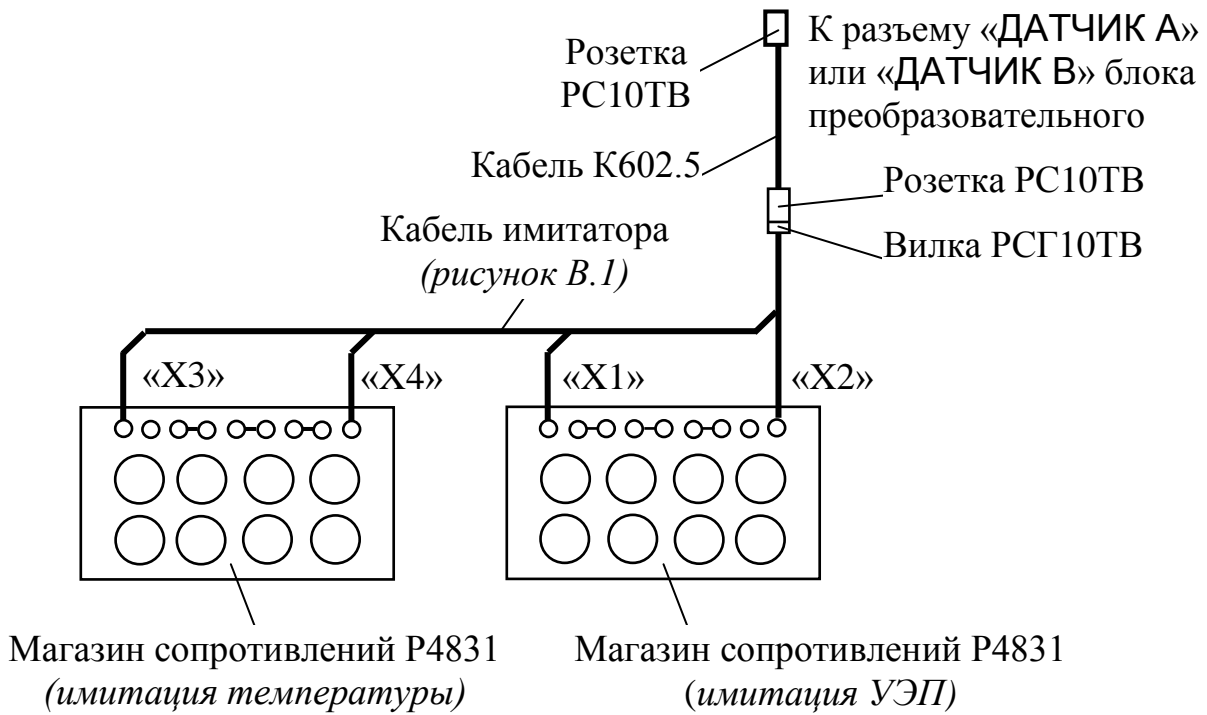 Розетка
РС10ТВ
К разъему «ДАТЧИК А»
или «ДАТЧИК В» блока
преобразовательного
Кабель К602.5
Розетка РС10ТВ
Вилка РСГ10ТВ
Кабель имитатора
(рисунок В.1)
«Х3»
«Х4»
«Х1»
«Х2»
Магазин сопротивлений Р4831
(имитация температуры)
Магазин сопротивлений Р4831
(имитация УЭП)